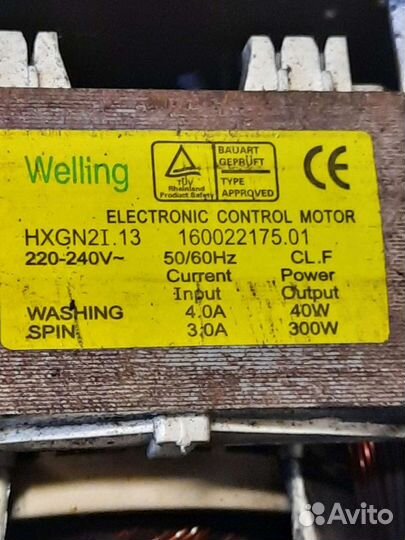 Welling
TÜV
Rheinland
Product Safety
BAUART
GEPRÜFT
TYPE
APPROVED
CE
ELECTRONIC CONTROL MOTOR
HXGN2I.13 160022175.01
220-240V~ 50/60Hz CL.F
Current Power
Input Output
WASHING 4.0A 40W
SPIN 3.0A 300W
Avito